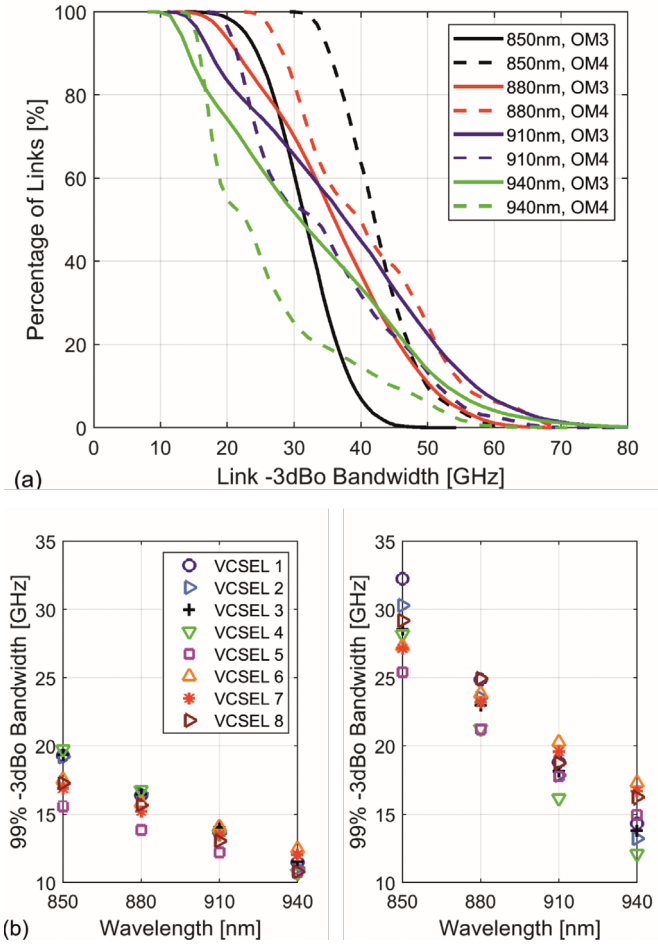 100
80
60
40
20
0
Percentage of Links [%]
850nm, OM3
850nm, OM4
880nm, OM3
880nm, OM4
910nm, OM3
910nm, OM4
940nm, OM3
940nm, OM4
0 10 20 30 40 50 60 70 80
(a) Link -3dBo Bandwidth [GHz]
35
30
25
20
15
10
99% -3dBo Bandwidth [GHz]
VCSEL 1
VCSEL 2
VCSEL 3
VCSEL 4
VCSEL 5
VCSEL 6
VCSEL 7
VCSEL 8
850 880 910 940
(b) Wavelength [nm]
35
30
25
20
15
10
99% -3dBo Bandwidth [GHz]
850 880 910 940
Wavelength [nm]